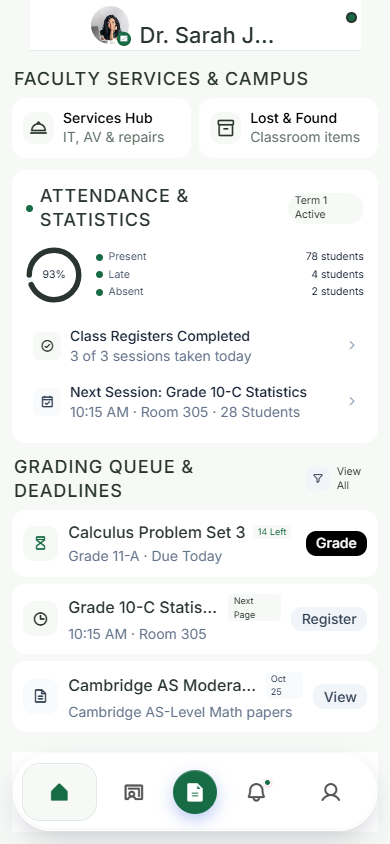 Dr. Sarah J...
FACULTY SERVICES & CAMPUS
Services Hub
IT, AV & repairs
Lost & Found
Classroom items
ATTENDANCE &
STATISTICS
Term 1
Active
93%
Present
78 students
Late
4 students
Absent
2 students
Class Registers Completed
3 of 3 sessions taken today
Next Session: Grade 10-C Statistics
10:15 AM · Room 305 · 28 Students
GRADING QUEUE &
DEADLINES
View
All
Calculus Problem Set 3
14 Left
Grade 11-A · Due Today
Grade
Grade 10-C Statis...
Next
Page
10:15 AM · Room 305
Register
Cambridge AS Modera...
Oct
25
Cambridge AS-Level Math papers
View